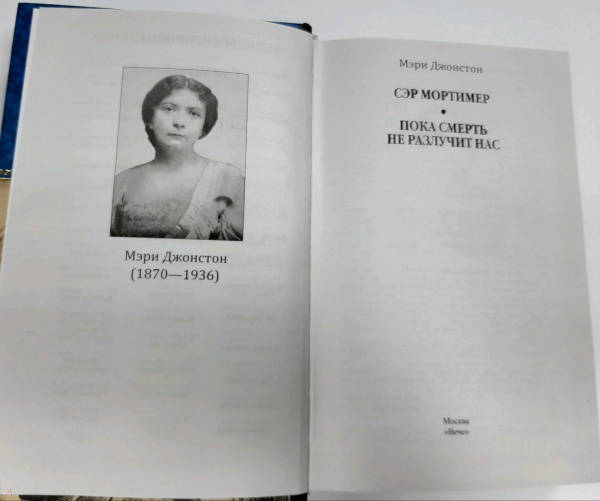 Мэри Джонстон
(1870—1936)
Мэри Джонстон
СЭР МОРТИМЕР
•
ПОКА СМЕРТЬ
НЕ РАЗЛУЧИТ НАС
Москва
«Вече»